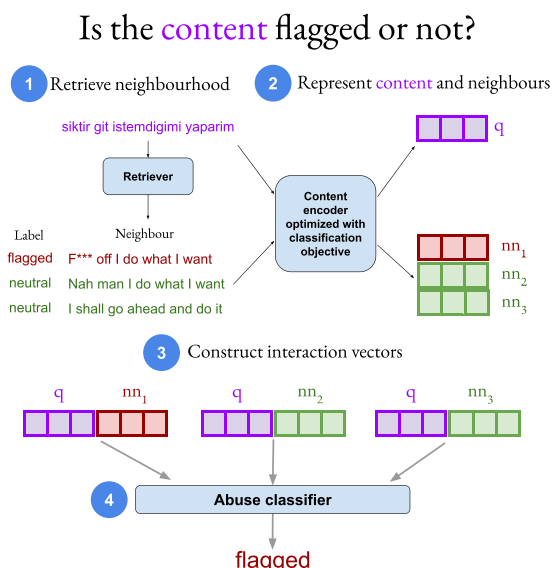 Is the content flagged or not?
1 Retrieve neighbourhood
2 Represent content and neighbours
siktir git istemdigimi yaparim
q
Retriever
Content encoder optimized with classification objective
Label
Neighbour
flagged F*** off I do what I want
neutral Nah man I do what I want
neutral I shall go ahead and do it
nn1
nn2
nn3
3 Construct interaction vectors
q nn1 q nn2 q nn3
4 Abuse classifier
flagged